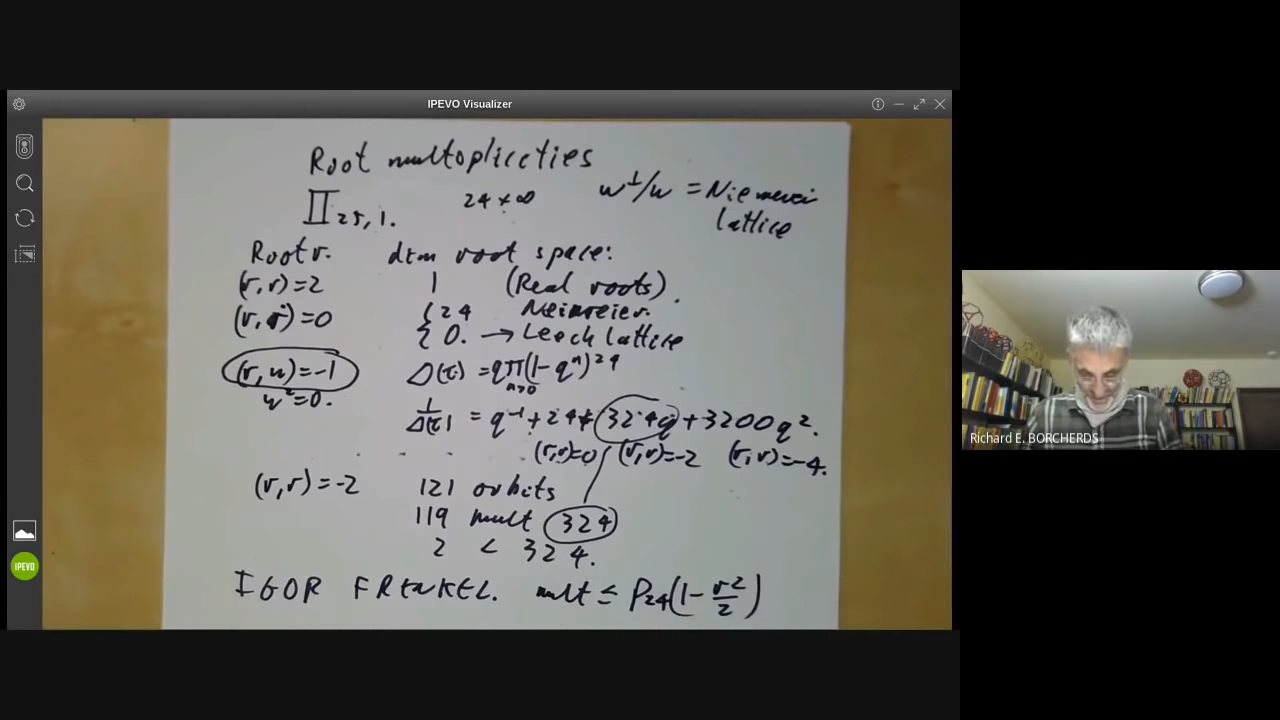 IPEVO Visualizer
Root multopliccties
II25,1. 24 + ∞ w⊥/w = Niemeier lattice
Root r. dim root space:
(r,r)=2 1 (Real roots).
(r,r)=0 { 24 Neimeier.
{ 0. → Leech lattice
(r,w)=-1 Δ(τ) = q∏(1-qⁿ)²⁴
n>0
w²=0.
1/Δ(τ) = q⁻¹+24+324q+3200q².
(r,r)=0 (r,r)=-2 (r,r)=-4.
(r,r)=-2 121 orbits
119 mult 324
2 < 324.
IGOR FRENKEL. mult ≤ P24(1-r²/2)
Richard E. BORCHERDS
IPEVO